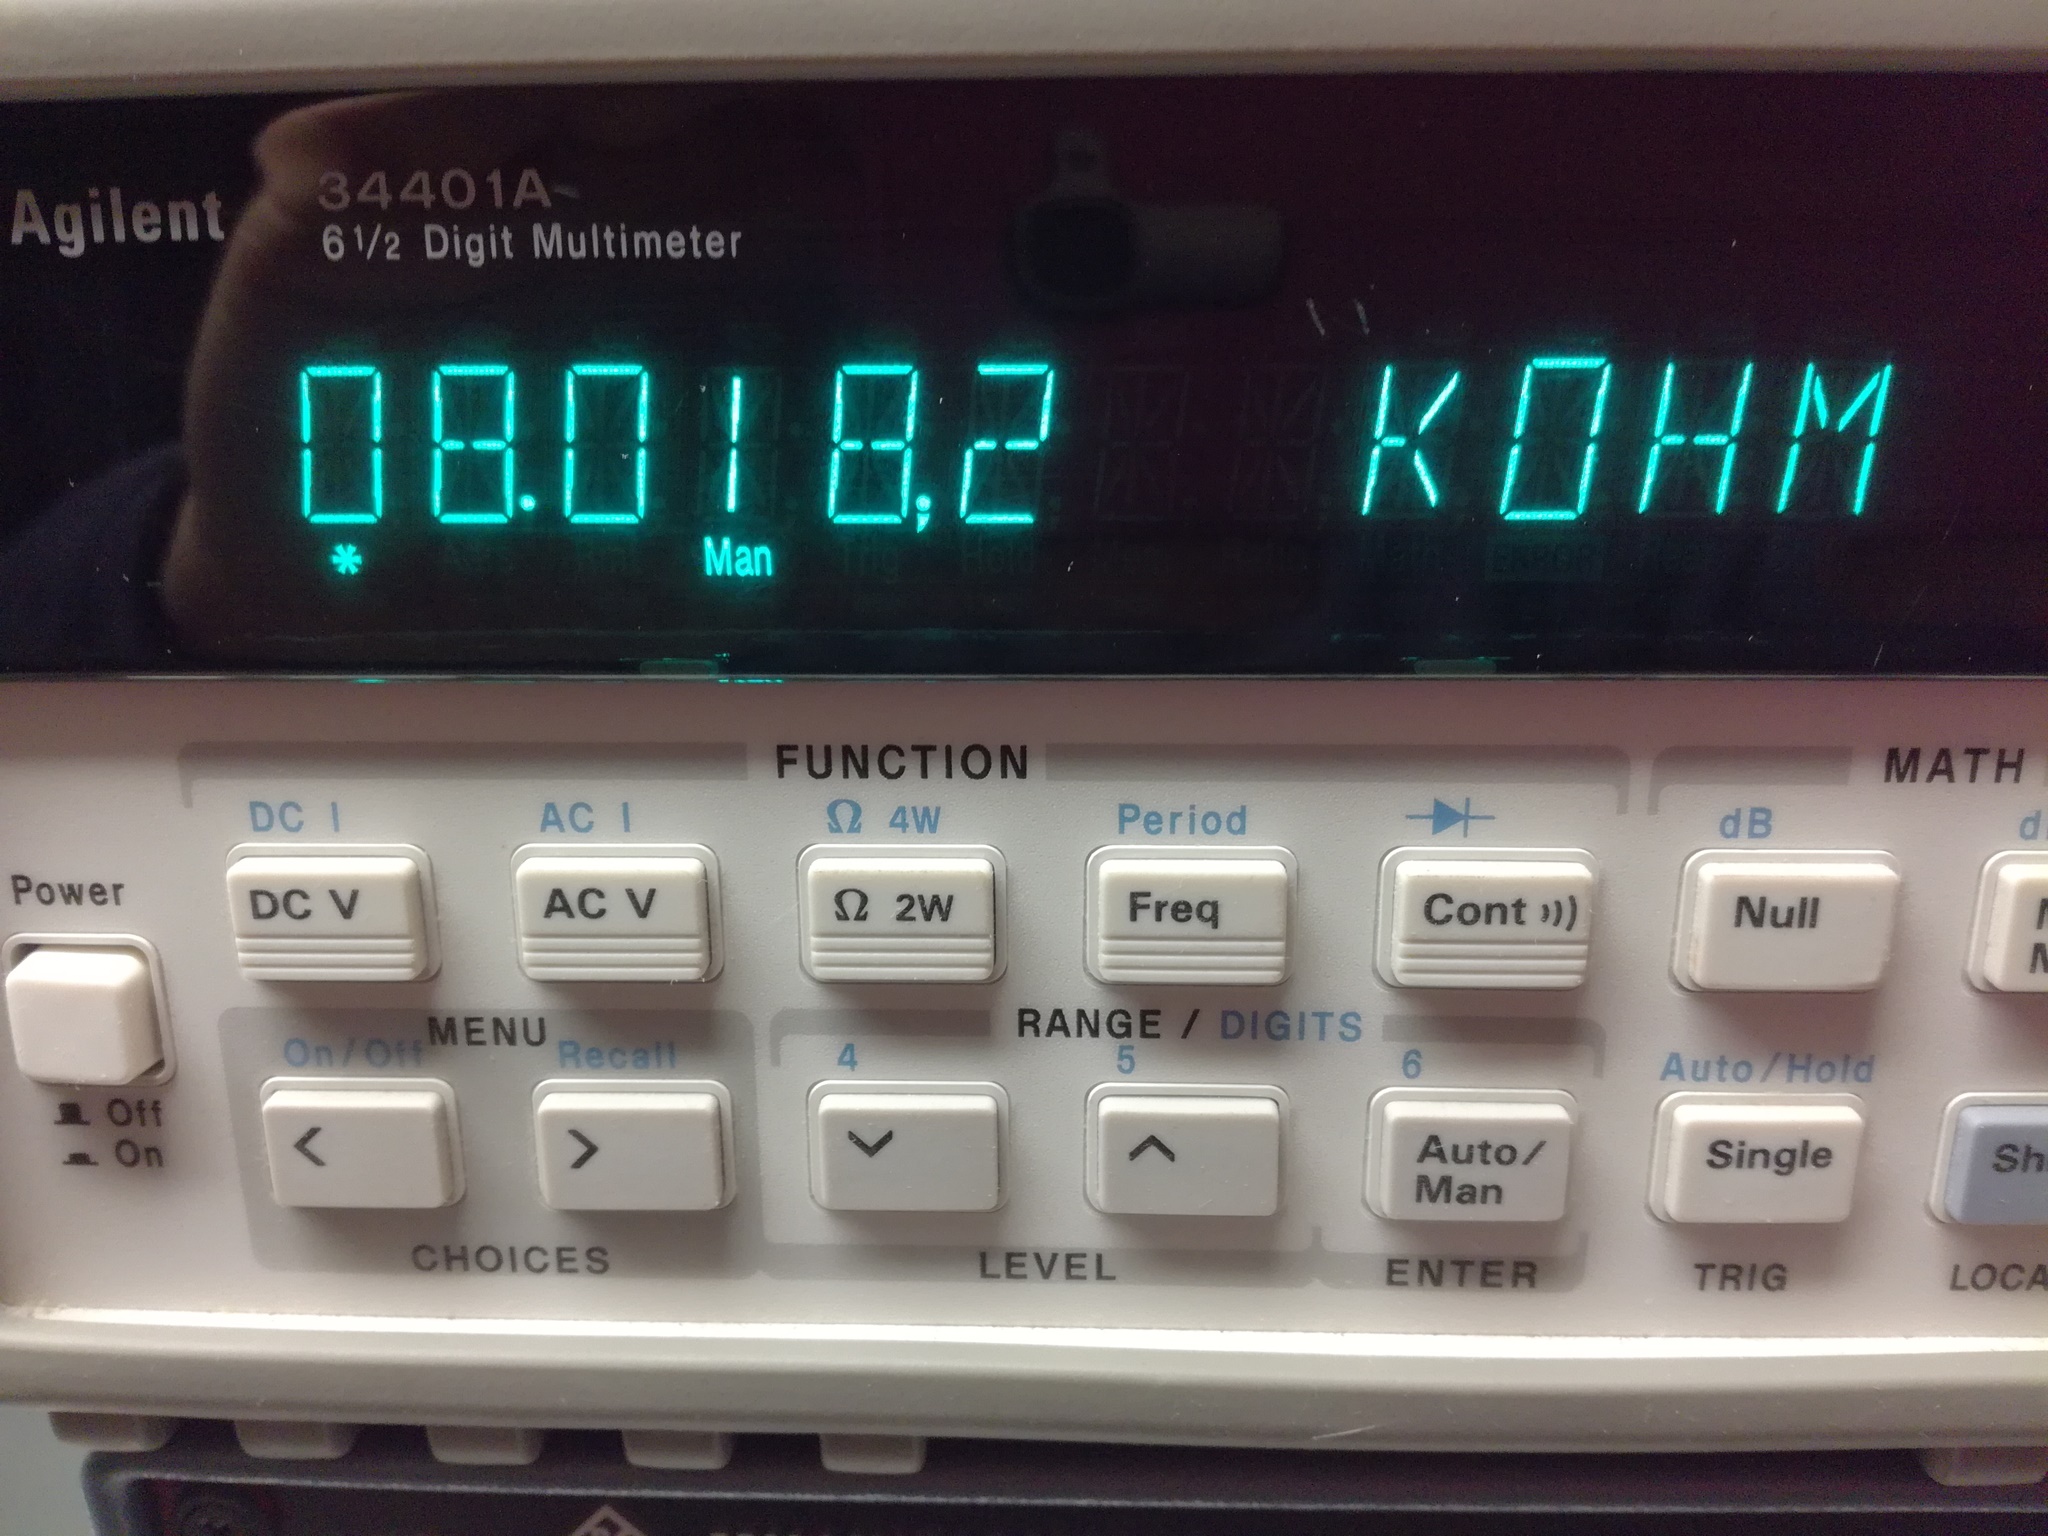 Agilent
34401A
6 1/2 Digit Multimeter
08.018,2 KOHM
* Man
FUNCTION
MATH
DC I AC I Ω 4W Period dB
Power
DC V AC V Ω 2W Freq Cont Null
MENU
RANGE / DIGITS
On/Off Recall 4 5 6 Auto/Hold
Off
On
< >
Auto/
Man
Single
CHOICES LEVEL ENTER TRIG